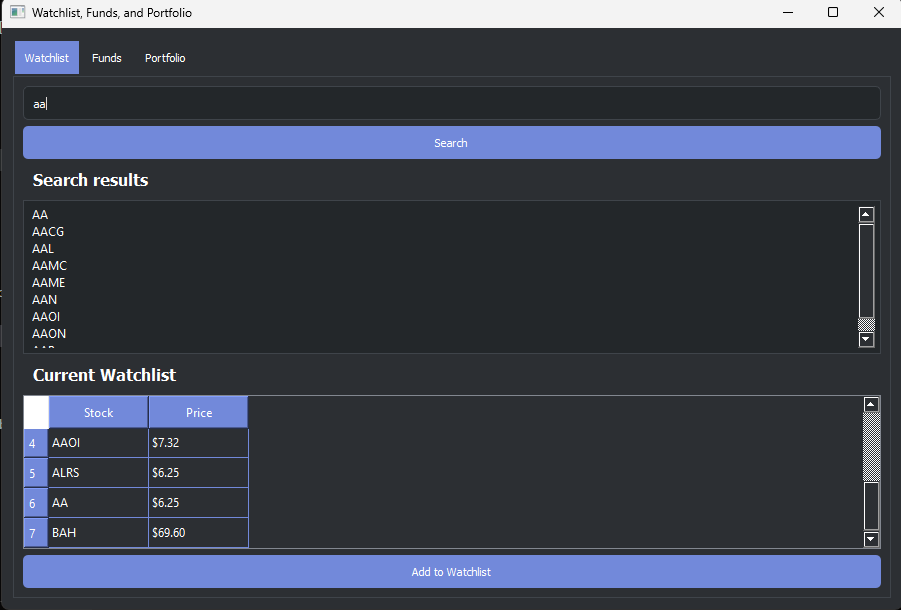 Watchlist, Funds, and Portfolio
Watchlist Funds Portfolio
aa
Search
Search results
AA
AACG
AAL
AAMC
AAME
AAN
AAOI
AAON
Current Watchlist
Stock Price
4 AAOI $7.32
5 ALRS $6.25
6 AA $6.25
7 BAH $69.60
Add to Watchlist